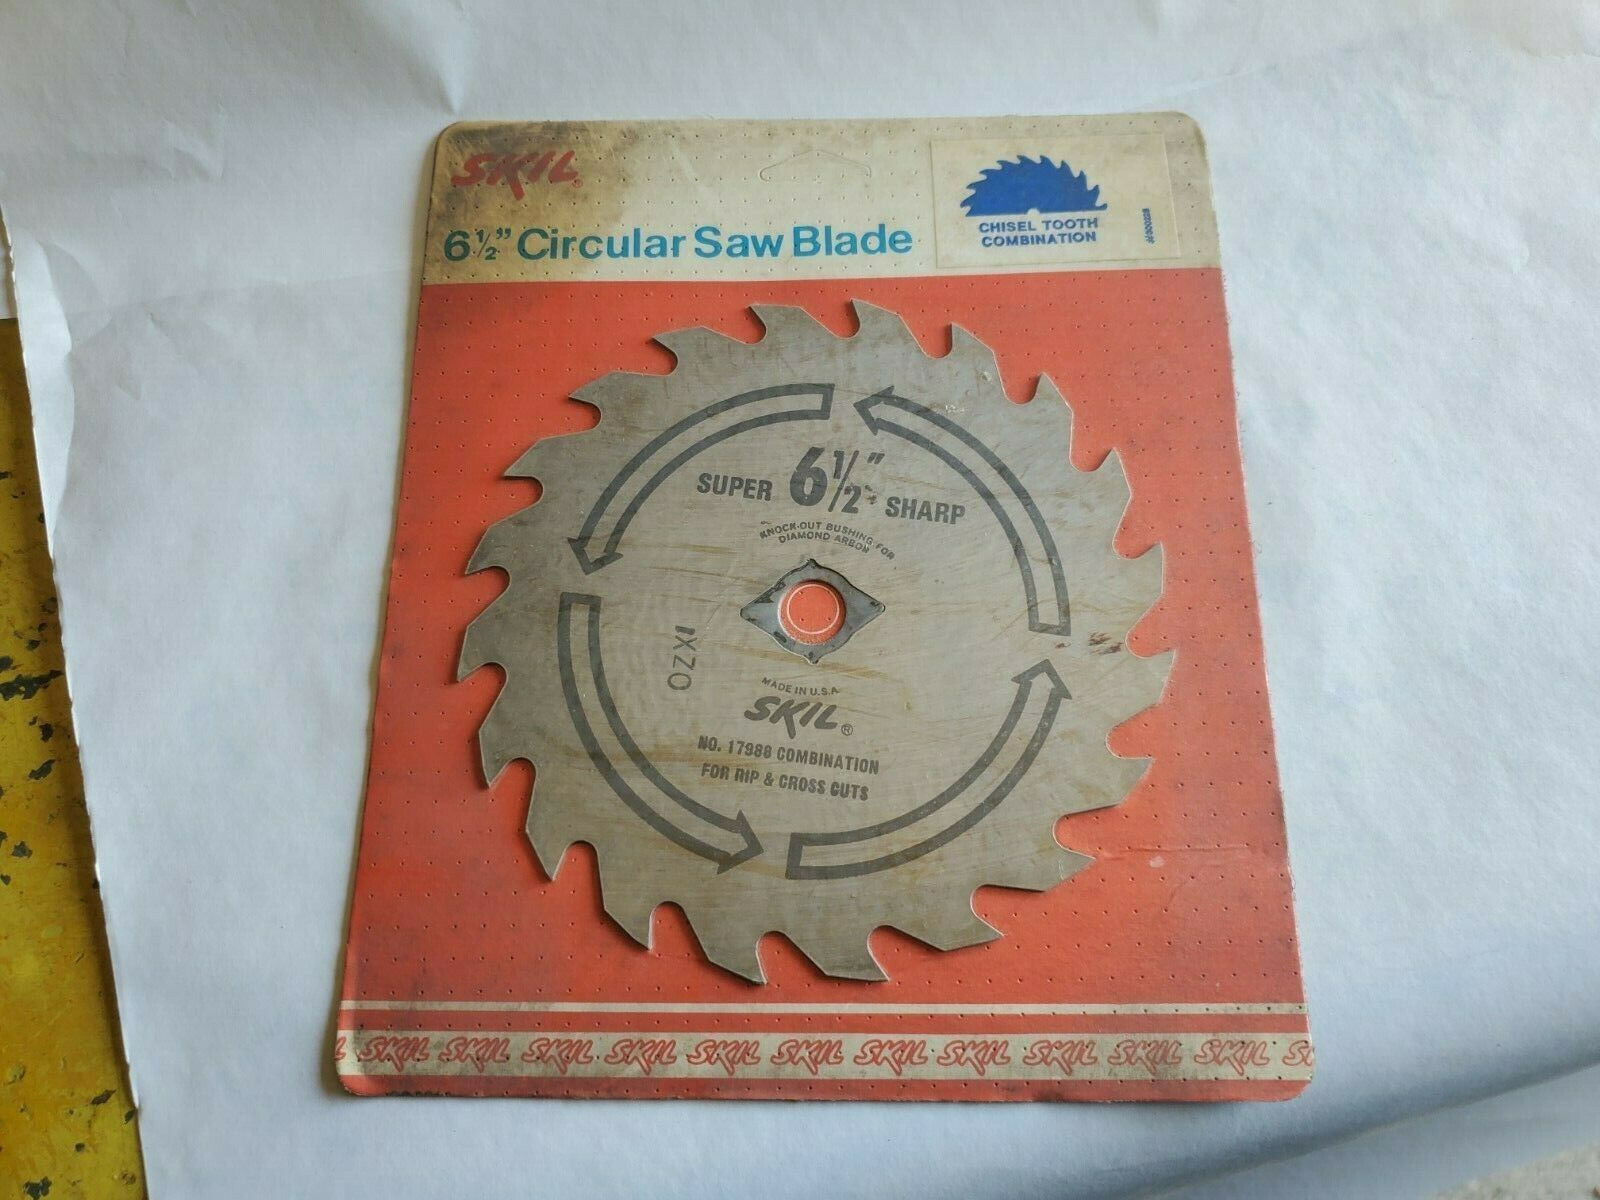 SKIL®
6½" Circular Saw Blade
CHISEL TOOTH
COMBINATION
SUPER 6½" SHARP
KNOCK-OUT BUSHING FOR
DIAMOND ARBOR
IXZO
MADE IN U.S.A.
SKIL®
NO. 17988 COMBINATION
FOR RIP & CROSS CUTS
SKIL SKIL SKIL SKIL SKIL SKIL SKIL SKIL SKIL SKIL SKIL